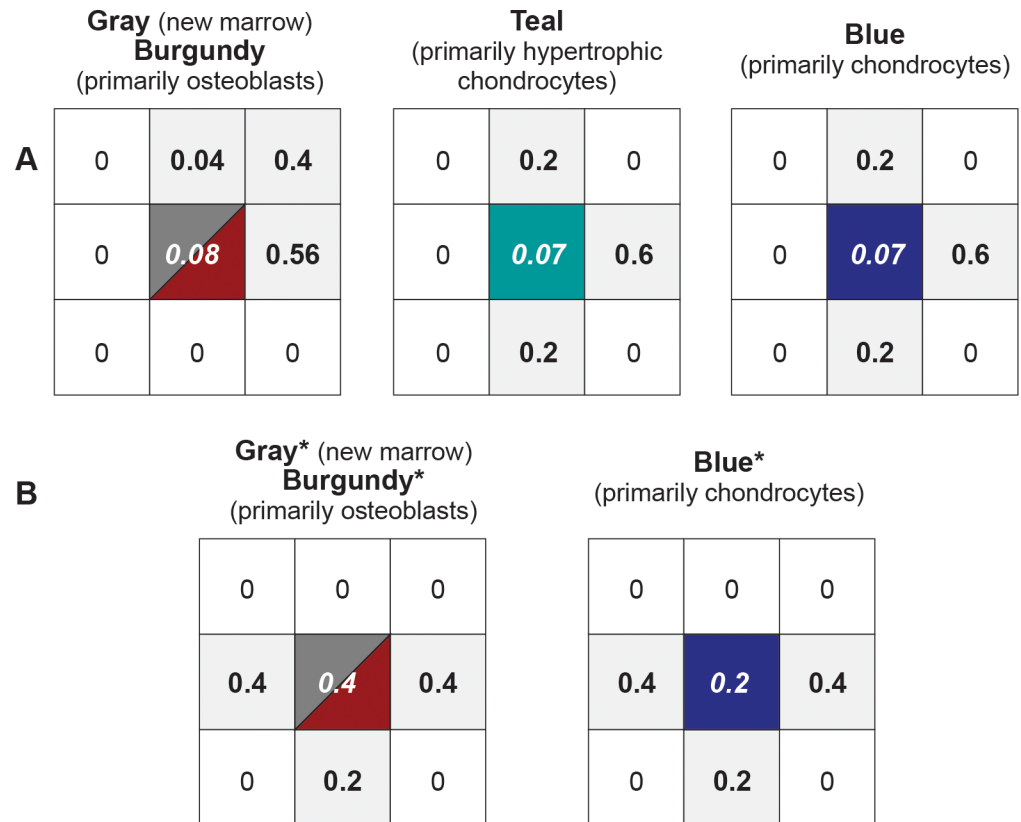 Gray (new marrow)
Burgundy
(primarily osteoblasts)
Teal
(primarily hypertrophic
chondrocytes)
Blue
(primarily chondrocytes)
A
0 0.04 0.4
0 0.08 0.56
0 0 0
0 0.2 0
0 0.07 0.6
0 0.2 0
0 0.2 0
0 0.07 0.6
0 0.2 0
B
Gray* (new marrow)
Burgundy*
(primarily osteoblasts)
Blue*
(primarily chondrocytes)
0 0 0
0.4 0.4 0.4
0 0.2 0
0 0 0
0.4 0.2 0.4
0 0.2 0